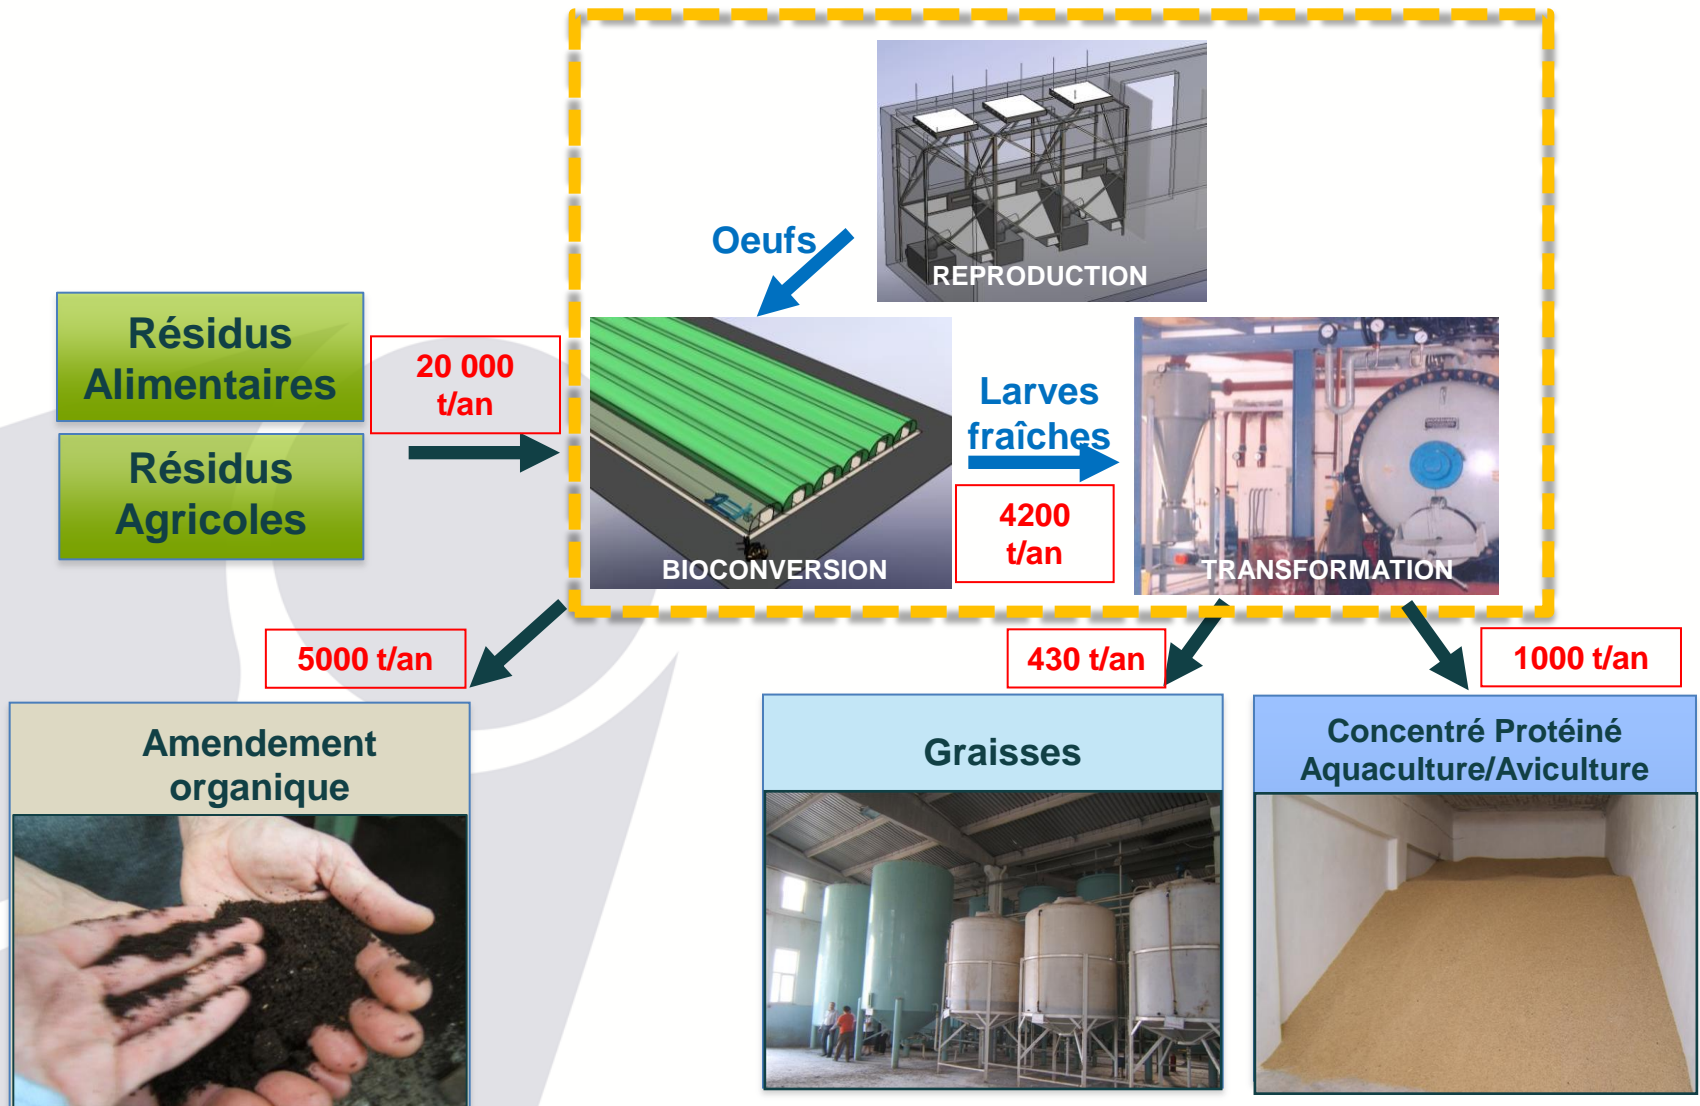 Oeufs
REPRODUCTION
Résidus
Alimentaires
20 000
t/an
Résidus
Agricoles
Larves
fraîches
4200
t/an
BIOCONVERSION
TRANSFORMATION
5000 t/an
430 t/an
1000 t/an
Amendement
organique
Graisses
Concentré Protéiné
Aquaculture/Aviculture